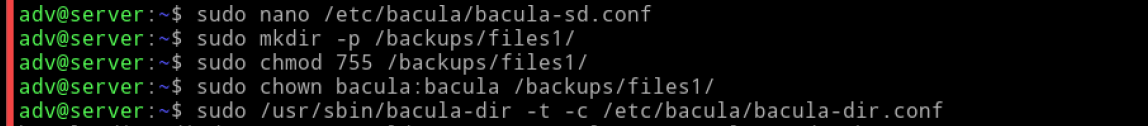 adv@server:~$ sudo nano /etc/bacula/bacula-sd.conf
adv@server:~$ sudo mkdir -p /backups/files1/
adv@server:~$ sudo chmod 755 /backups/files1/
adv@server:~$ sudo chown bacula:bacula /backups/files1/
adv@server:~$ sudo /usr/sbin/bacula-dir -t -c /etc/bacula/bacula-dir.conf